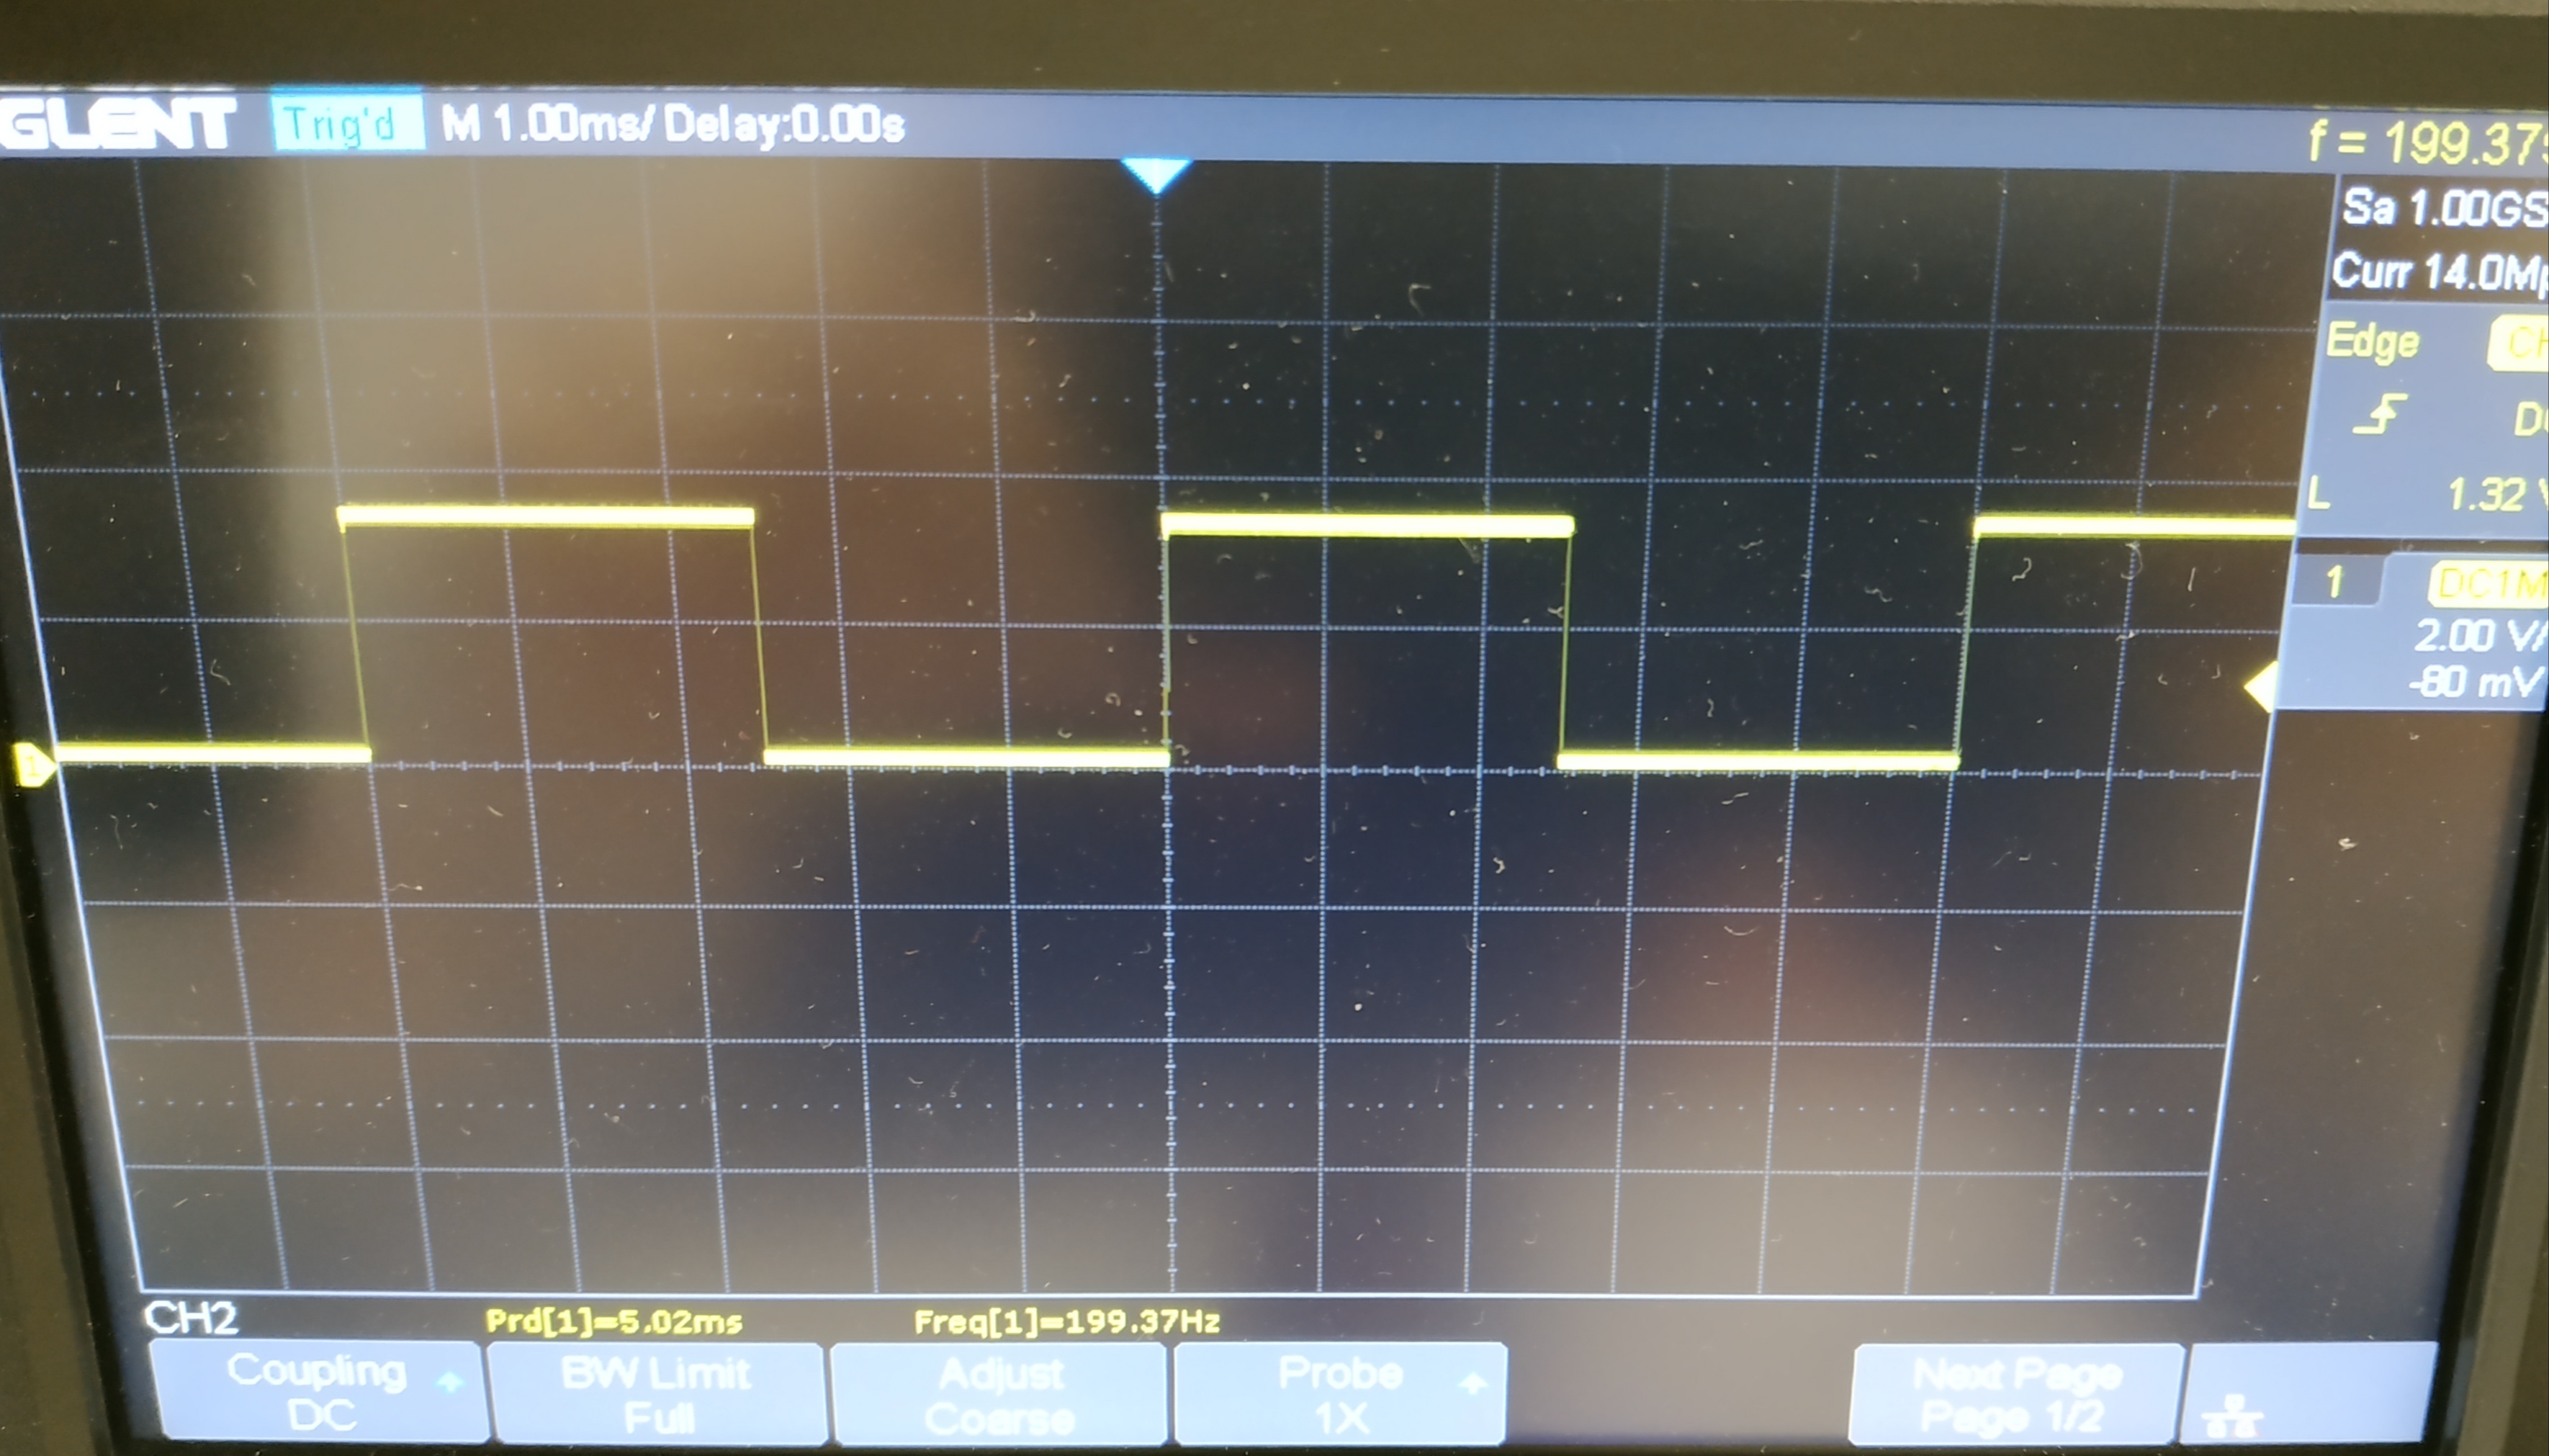 GLENT Trig'd M 1.00ms/ Delay:0.00s f = 199.37
Sa 1.00GS
Curr 14.0M
Edge CH
L 1.32 V
1 DC1M
2.00 V/
-80 mV
1
CH2 Prd[1]=5.02ms Freq[1]=199.37Hz
Coupling BW Limit Adjust Probe Next Page
DC Full Coarse 1X Page 1/2